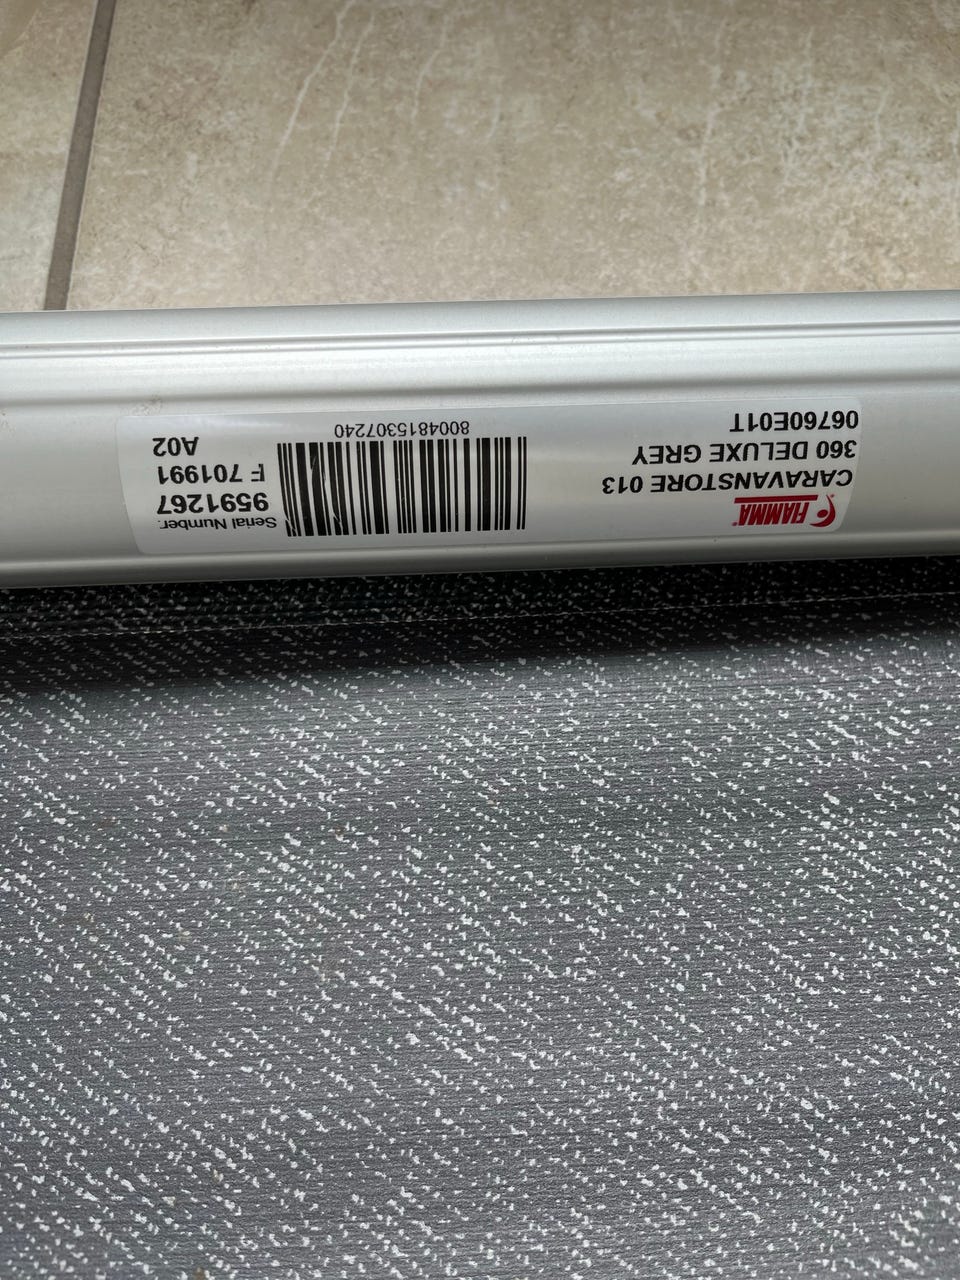 FIAMMA
CARAVANSTORE 013
360 DELUXE GREY
06760E01T
8004815307240
Serial Number:
9591267
F 701991
A02